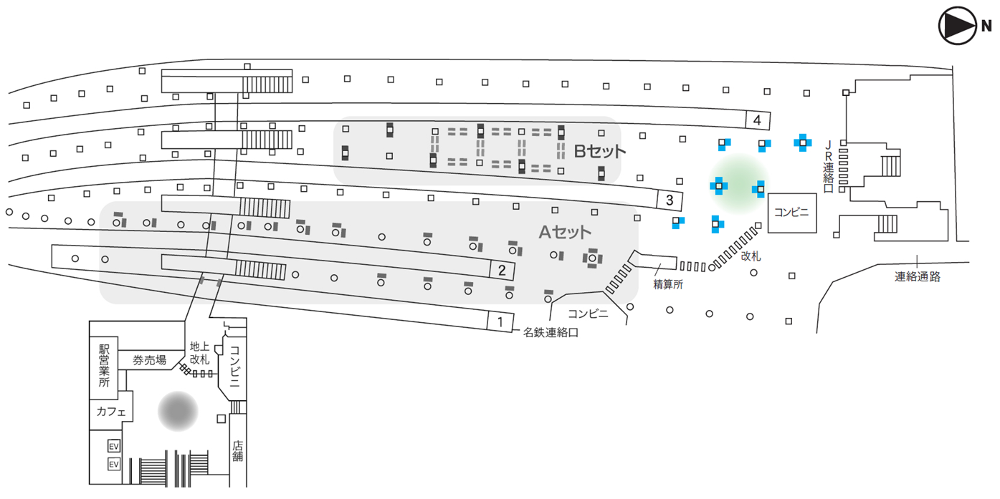 N
4
Bセット
JR連絡口
3
コンビニ
Aセット
改札
2
精算所
連絡通路
1
コンビニ
名鉄連絡口
地上
改札
コンビニ
駅営業所
券売場
カフェ
EV
EV
店舗